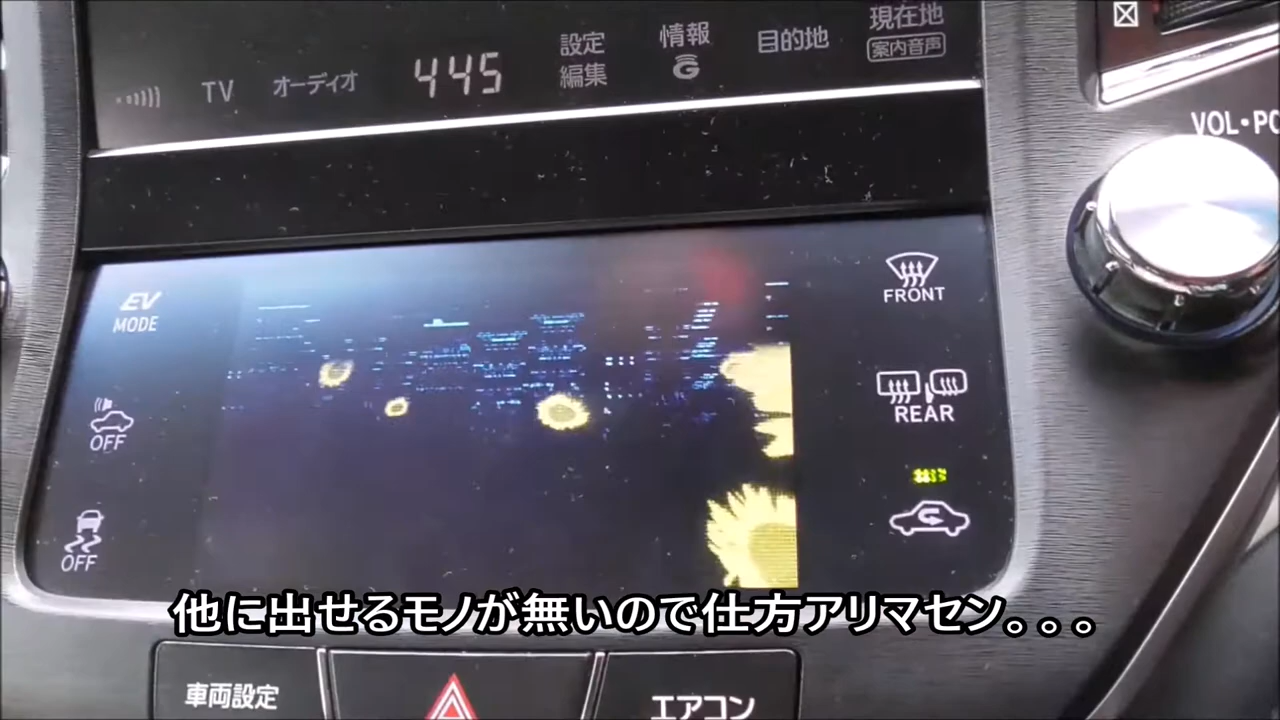 TV
オーディオ
445
設定
編集
情報
G
目的地
現在地
案内音声
VOL・PO
EV
MODE
FRONT
OFF
REAR
OFF
他に出せるモノが無いので仕方アリマセン。。。
車両設定
エアコン